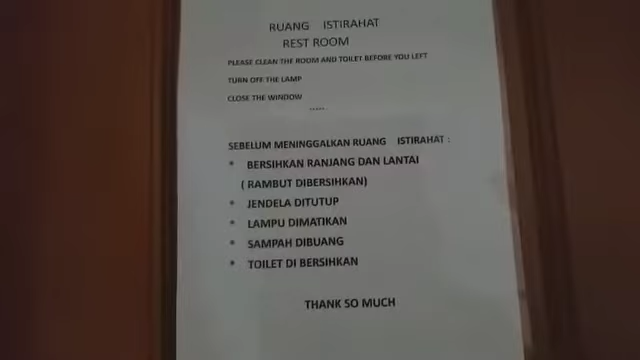 RUANG ISTIRAHAT
REST ROOM
PLEASE CLEAN THE ROOM AND TOILET BEFORE YOU LEFT
TURN OFF THE LAMP
CLOSE THE WINDOW
.....
SEBELUM MENINGGALKAN RUANG ISTIRAHAT :
* BERSIHKAN RANJANG DAN LANTAI
( RAMBUT DIBERSIHKAN)
* JENDELA DITUTUP
* LAMPU DIMATIKAN
* SAMPAH DIBUANG
* TOILET DI BERSIHKAN
THANK SO MUCH